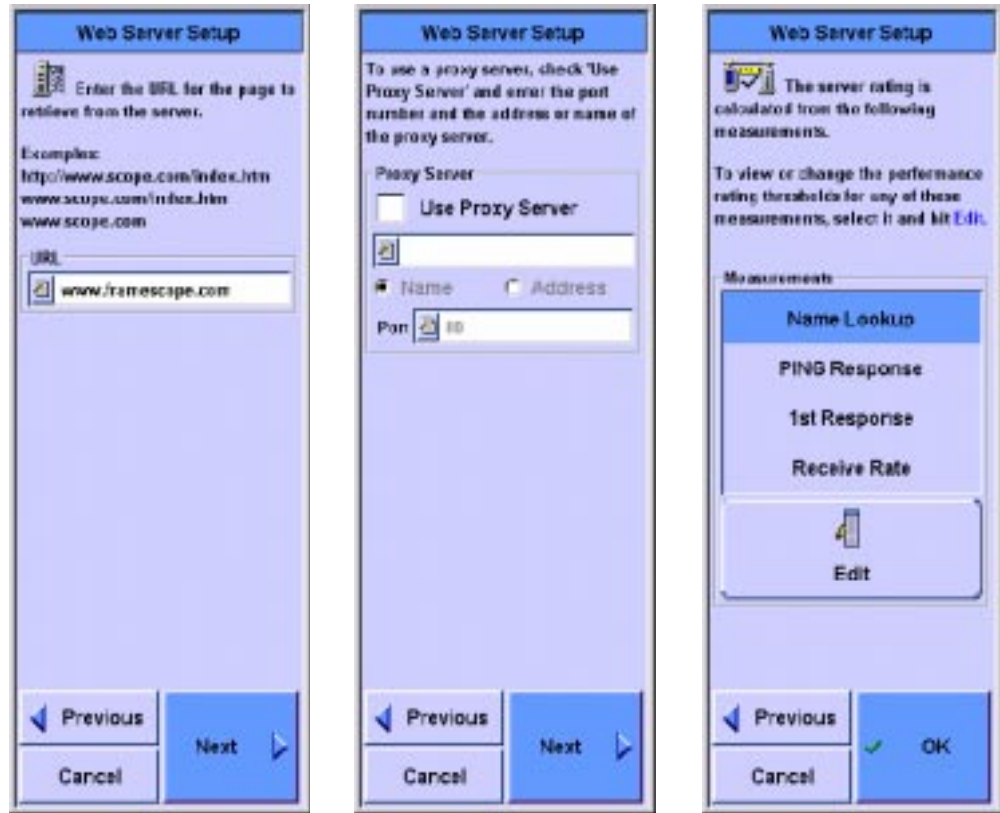 Web Server Setup
Enter the URL for the page to
retrieve from the server.
Examples:
http://www.scope.com/index.htm
www.scope.com/index.htm
www.scope.com
URL
www.framescape.com
Previous
Next
Cancel
Web Server Setup
To use a proxy server, check 'Use
Proxy Server' and enter the port
number and the address or name of
the proxy server.
Proxy Server
Use Proxy Server
Name
Address
Port
80
Previous
Next
Cancel
Web Server Setup
The server rating is
calculated from the following
measurements.
To view or change the performance
rating thresholds for any of these
measurements, select it and hit Edit.
Measurements
Name Lookup
PING Response
1st Response
Receive Rate
Edit
Previous
OK
Cancel